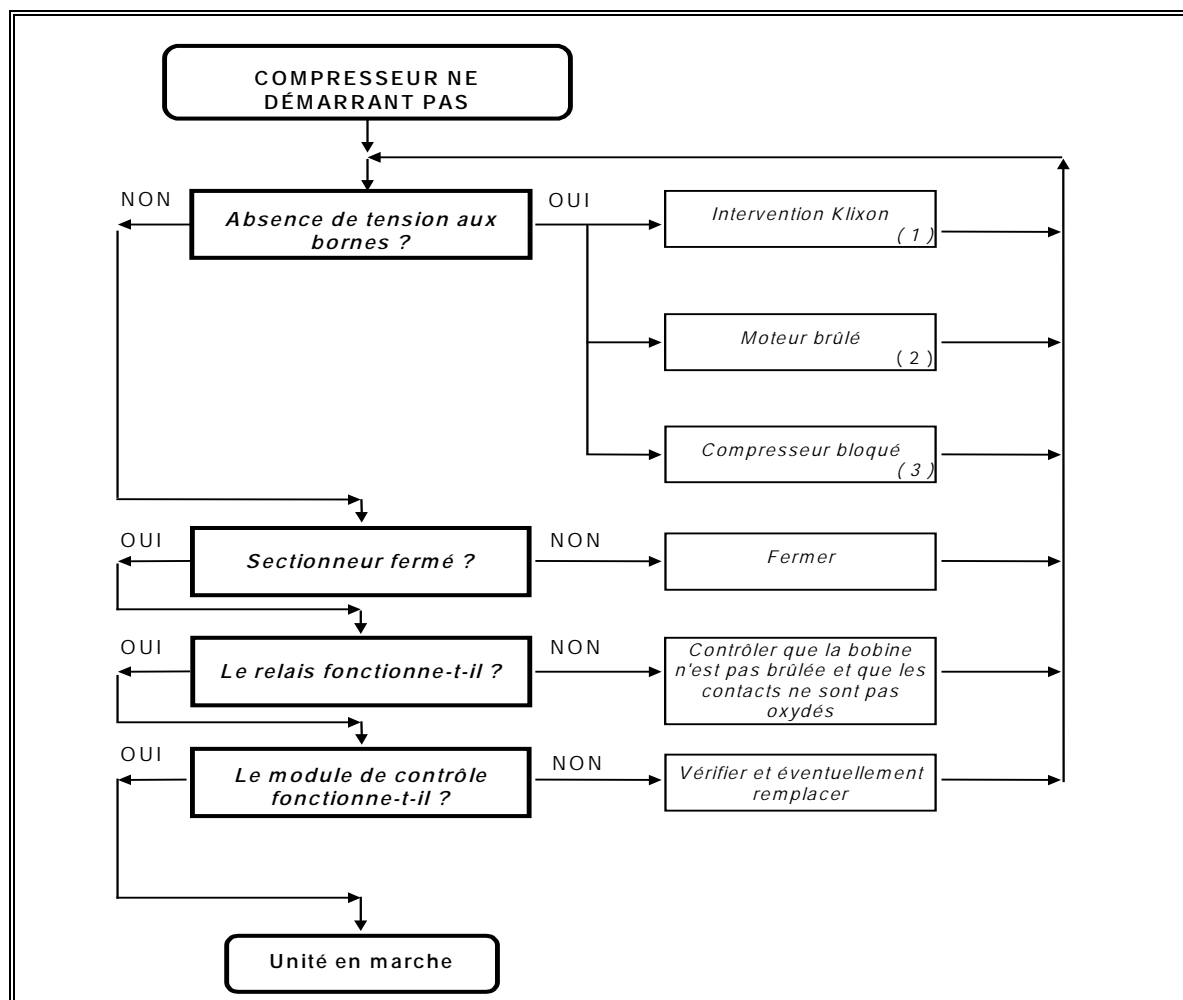 COMPRESSEUR NE
DÉMARRANT PAS
NON
Absence de tension aux
bornes ?
OUI
Intervention Klixon
(1)
Moteur brûlé
(2)
Compresseur bloqué
(3)
OUI
Sectionneur fermé ?
NON
Fermer
OUI
Le relais fonctionne-t-il ?
NON
Contrôler que la bobine
n'est pas brûlée et que les
contacts ne sont pas
oxydés
OUI
Le module de contrôle
fonctionne-t-il ?
NON
Vérifier et éventuellement
remplacer
Unité en marche